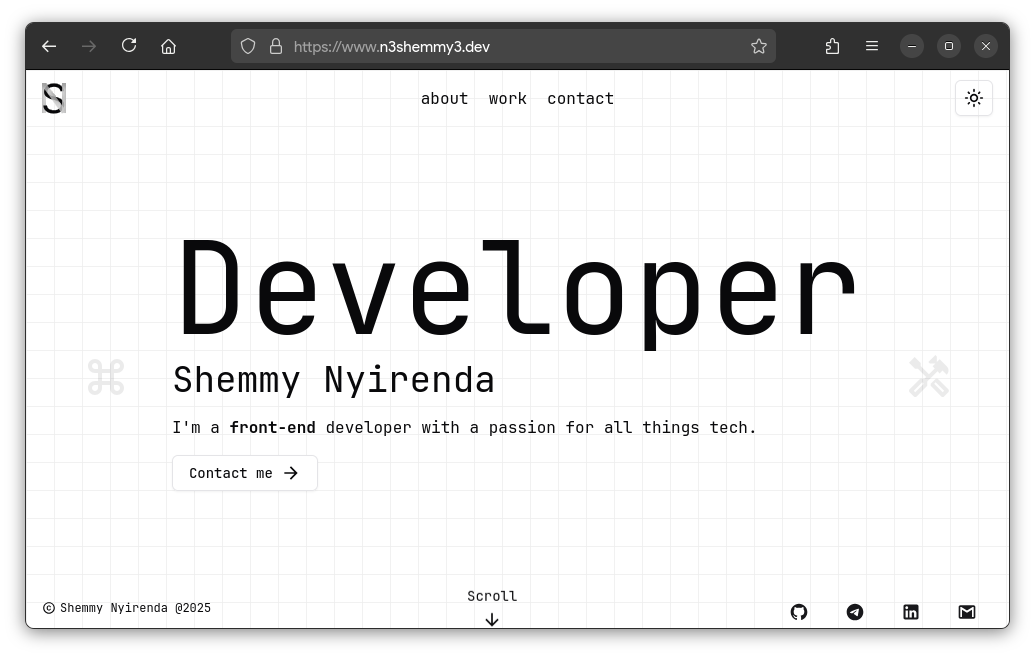 https://www.n3shemmy3.dev
S
about work contact
Developer
Shemmy Nyirenda
I'm a front-end developer with a passion for all things tech.
Contact me
Scroll
© Shemmy Nyirenda @2025